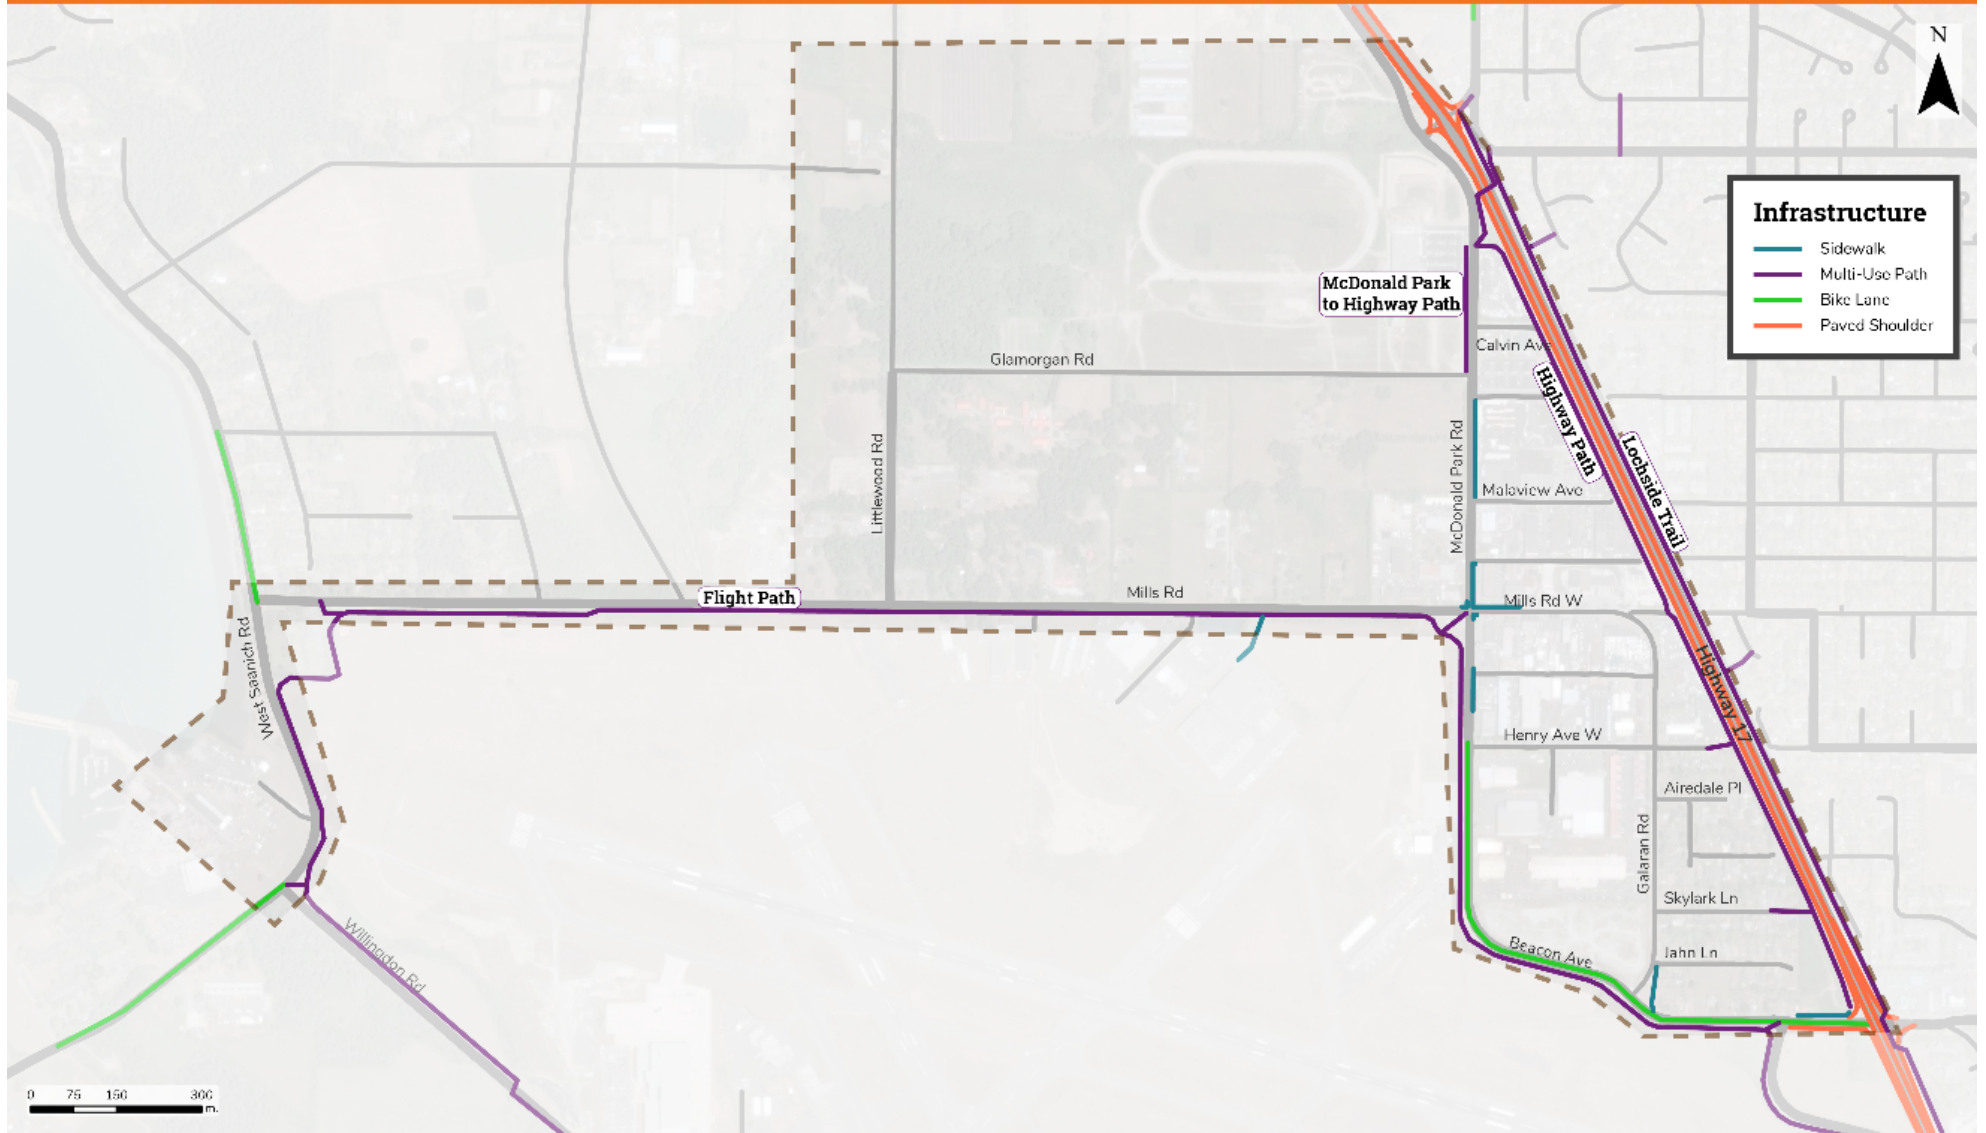 N
Infrastructure
Sidewalk
Multi-Use Path
Bike Lane
Paved Shoulder
McDonald Park
to Highway Path
Calvin Ave
Glamorgan Rd
Highway Path
Lochside Trail
Littlewood Rd
McDonald Park Rd
Malaview Ave
Flight Path
Mills Rd
Mills Rd W
West Saanich Rd
Highway 17
Henry Ave W
Airedale Pl
Galaran Rd
Skylark Ln
Willingdon Rd
Beacon Ave
Jahn Ln
0 75 150 300
m.